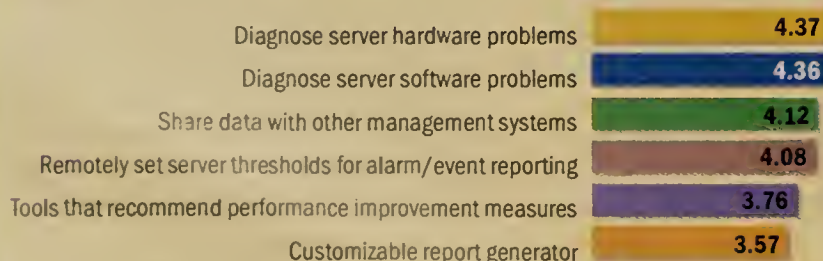 Diagnose server hardware problems 4.37
Diagnose server software problems 4.36
Share data with other management systems 4.12
Remotely set server thresholds for alarm/event reporting 4.08
Tools that recommend performance improvement measures 3.76
Customizable report generator 3.57